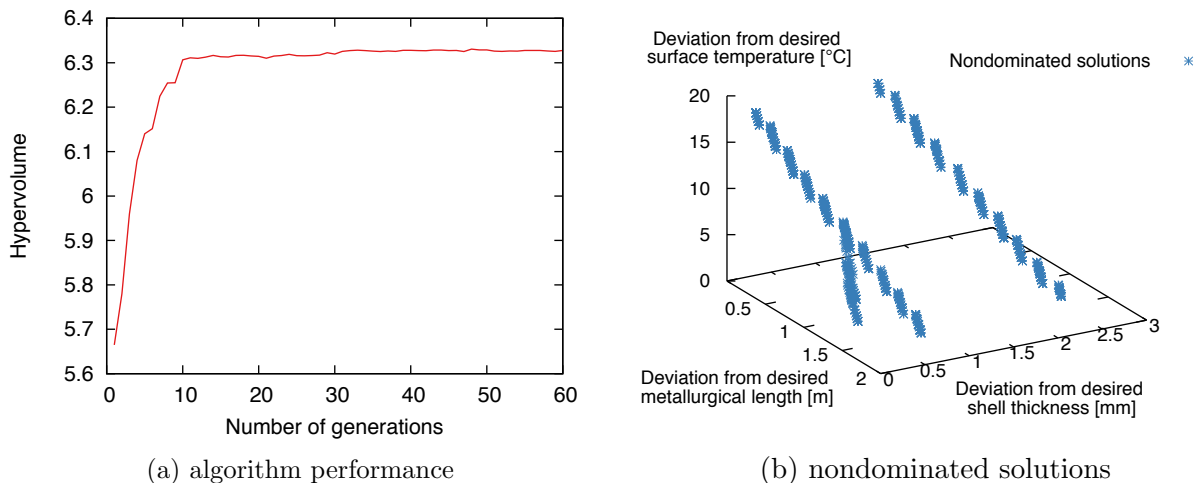 6.4
6.3
6.2
6.1
6
5.9
5.8
5.7
5.6
Hypervolume
0 10 20 30 40 50 60
Number of generations
(a) algorithm performance
Deviation from desired
surface temperature [°C]
Nondominated solutions
20
15
10
5
0
0.5
1
1.5
2
Deviation from desired
metallurgical length [m]
0
0.5
1
1.5
2
2.5
3
Deviation from desired
shell thickness [mm]
(b) nondominated solutions